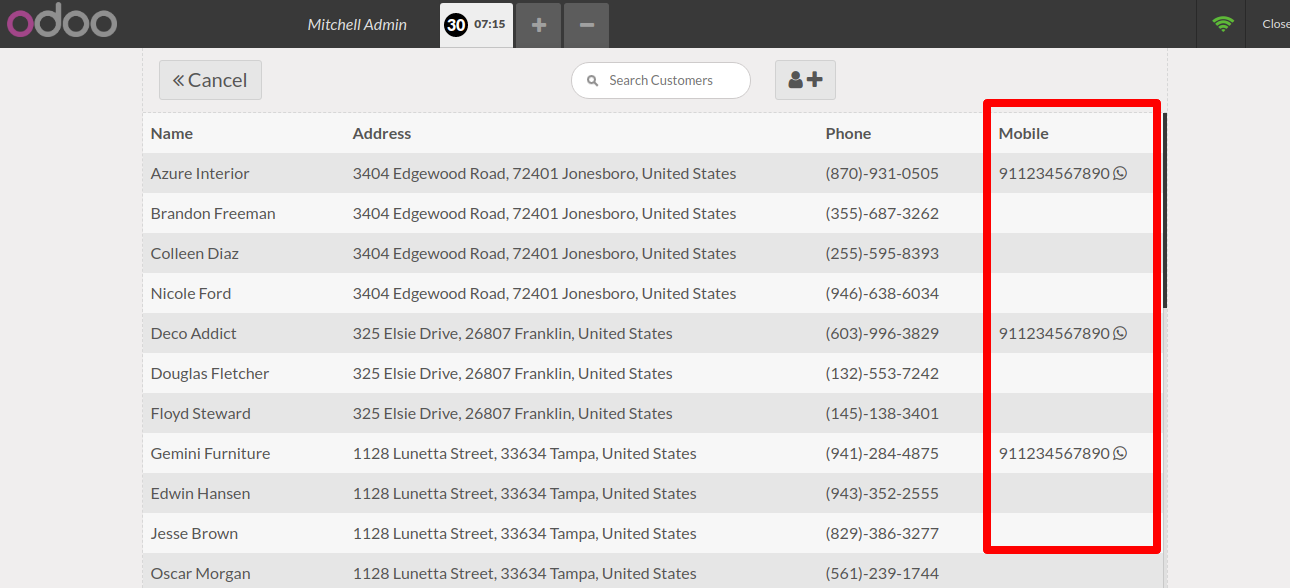 odoo Mitchell Admin 30 07:15 Close
Cancel Search Customers
Name Address Phone Mobile
Azure Interior 3404 Edgewood Road, 72401 Jonesboro, United States (870)-931-0505 911234567890
Brandon Freeman 3404 Edgewood Road, 72401 Jonesboro, United States (355)-687-3262
Colleen Diaz 3404 Edgewood Road, 72401 Jonesboro, United States (255)-595-8393
Nicole Ford 3404 Edgewood Road, 72401 Jonesboro, United States (946)-638-6034
Deco Addict 325 Elsie Drive, 26807 Franklin, United States (603)-996-3829 911234567890
Douglas Fletcher 325 Elsie Drive, 26807 Franklin, United States (132)-553-7242
Floyd Steward 325 Elsie Drive, 26807 Franklin, United States (145)-138-3401
Gemini Furniture 1128 Lunetta Street, 33634 Tampa, United States (941)-284-4875 911234567890
Edwin Hansen 1128 Lunetta Street, 33634 Tampa, United States (943)-352-2555
Jesse Brown 1128 Lunetta Street, 33634 Tampa, United States (829)-386-3277
Oscar Morgan 1128 Lunetta Street, 33634 Tampa, United States (561)-239-1744